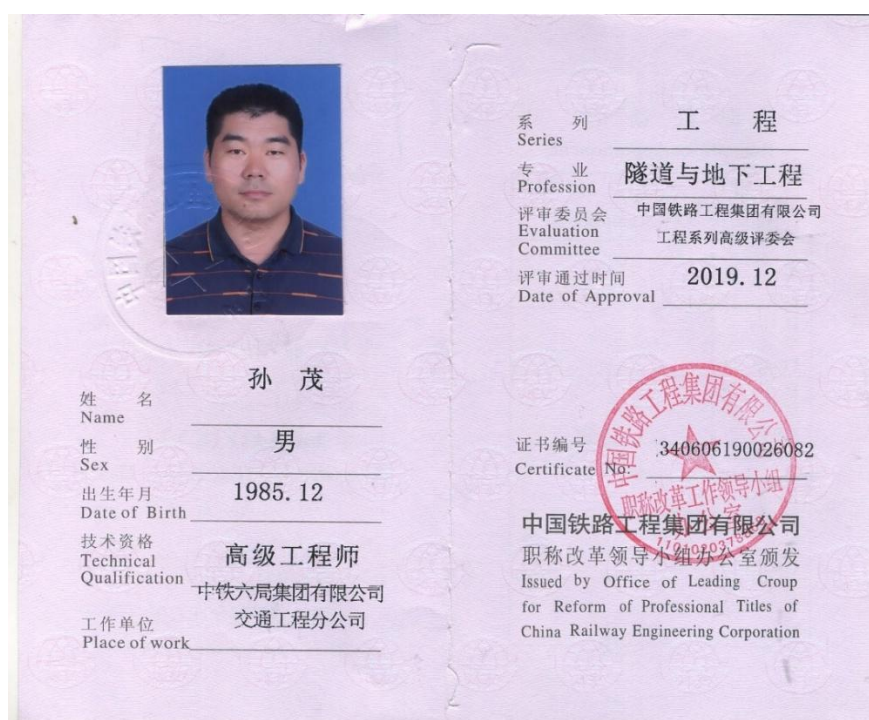 孙 茂
姓 名
Name
性 别 男
Sex
出生年月 1985.12
Date of Birth
技术资格
Technical 高级工程师
Qualification
中铁六局集团有限公司
工作单位 交通工程分公司
Place of work
系 列 工 程
Series
专 业 隧道与地下工程
Profession
评审委员会 中国铁路工程集团有限公司
Evaluation 工程系列高级评委会
Committee
评审通过时间 2019.12
Date of Approval
中国铁路工程集团有限公司
证书编号 340606190026082
Certificate No:
职称改革工作领导小组
办公室
中国铁路工程集团有限公司
职称改革领导小组办公室颁发
Issued by Office of Leading Croup
for Reform of Professional Titles of
China Railway Engineering Corporation